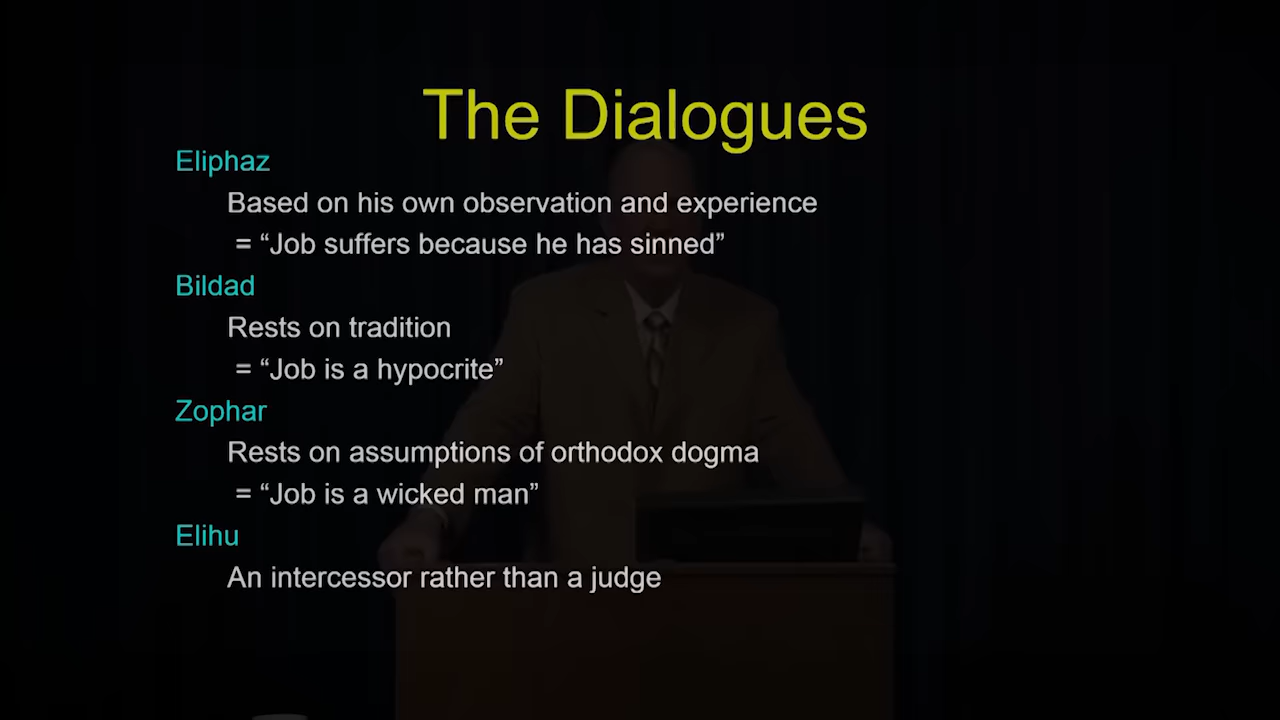 The Dialogues
Eliphaz
Based on his own observation and experience
= “Job suffers because he has sinned”
Bildad
Rests on tradition
= “Job is a hypocrite”
Zophar
Rests on assumptions of orthodox dogma
= “Job is a wicked man”
Elihu
An intercessor rather than a judge